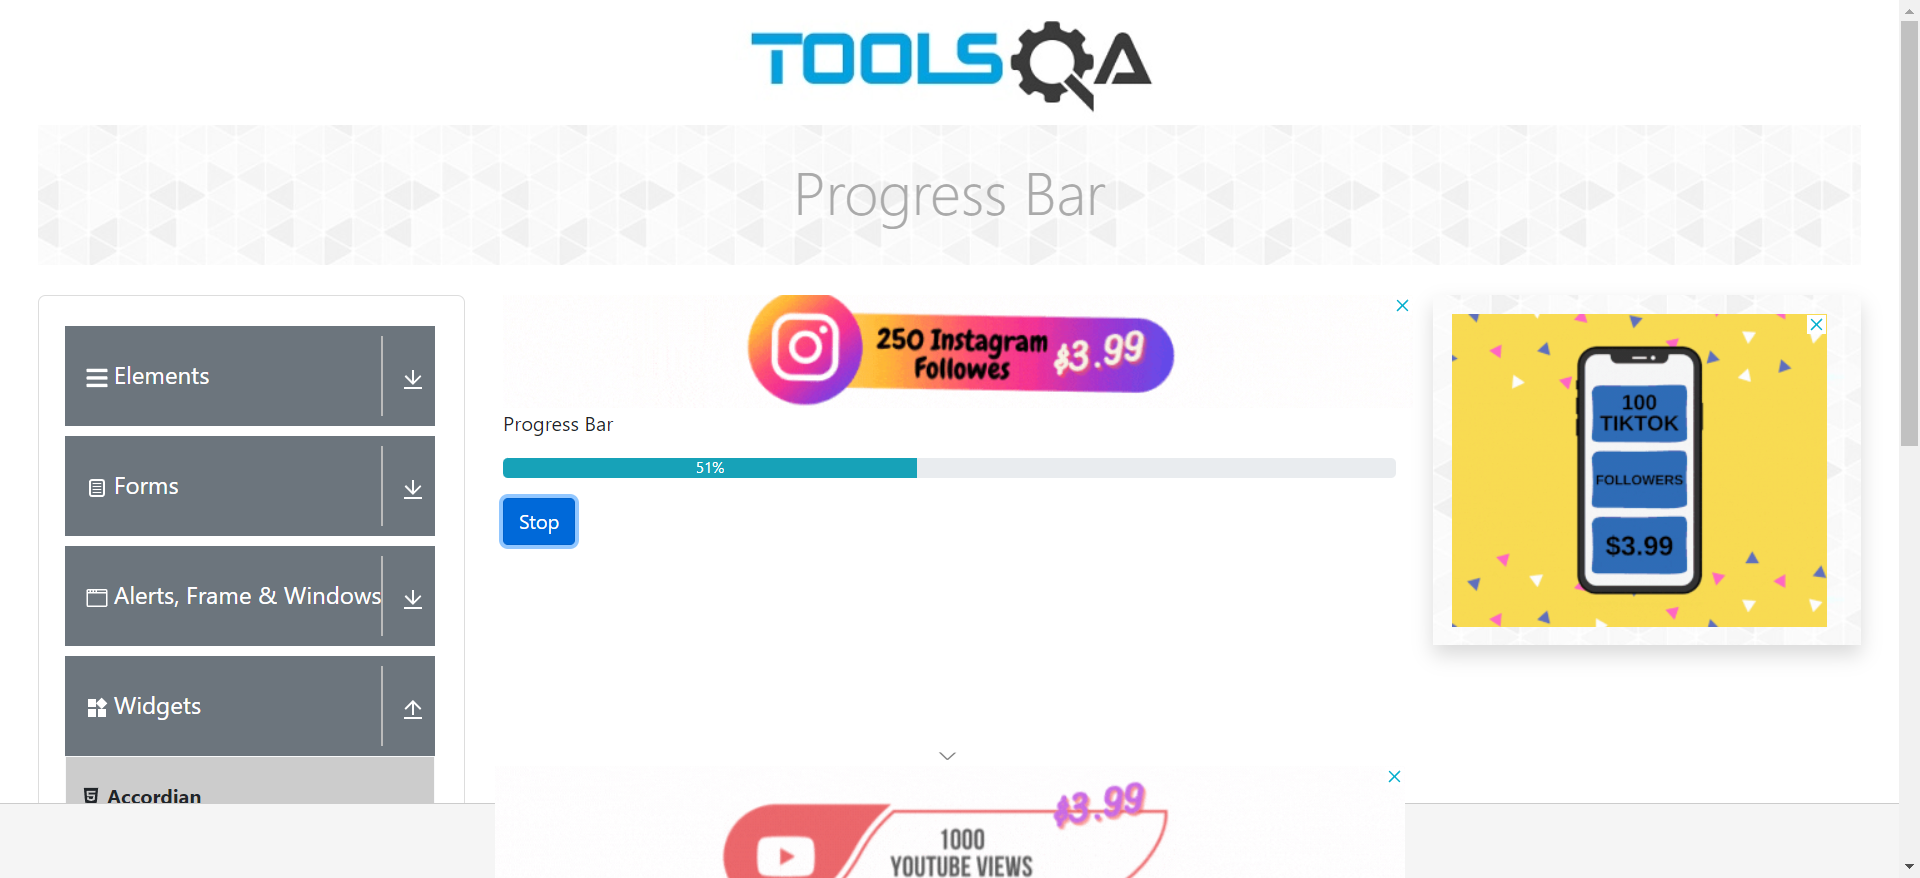 TOOLSQA
Progress Bar
Elements
Forms
Alerts, Frame & Windows
Widgets
Accordian
250 Instagram
Followes
$3.99
Progress Bar
51%
Stop
$3.99
1000
YOUTUBE VIEWS
100
TIKTOK
FOLLOWERS
$3.99